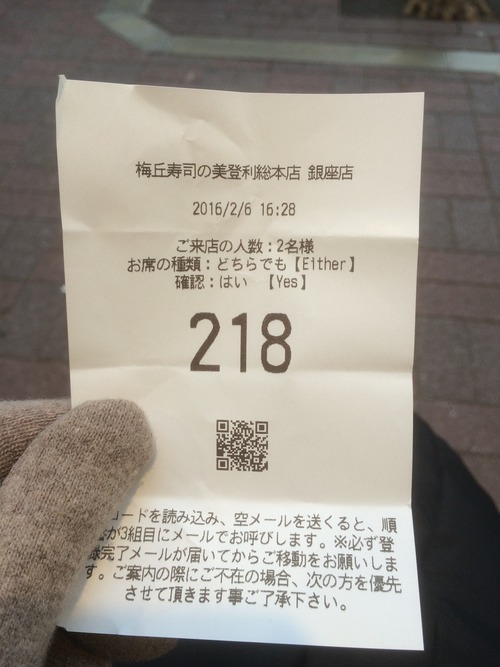 梅丘寿司の美登利総本店 銀座店
2016/2/6 16:28
ご来店の人数:2名様
お席の種類:どちらでも【Either】
確認:はい 【Yes】
218
コードを読み込み、空メールを送くると、順
が3組目にメールでお呼びします。※必ず登
録完了メールが届いてからご移動をお願いしま
す。ご案内の際にご不在の場合、次の方を優先
させて頂きます事ご了承下さい。